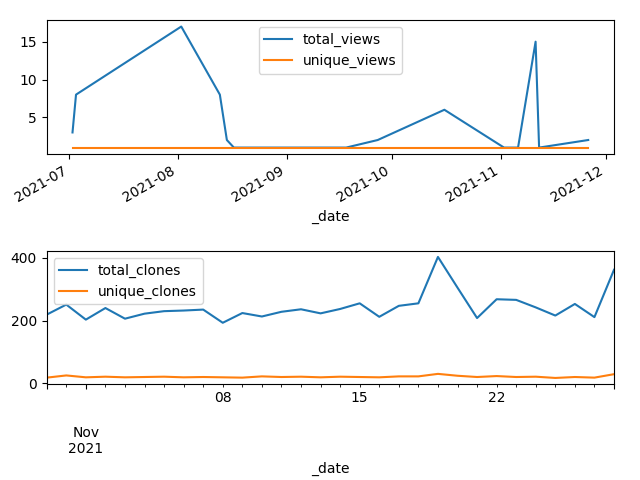 15
10
5
total_views
unique_views
2021-07
2021-08
2021-09
2021-10
2021-11
2021-12
_date
400
200
0
total_clones
unique_clones
08
15
22
Nov
2021
_date